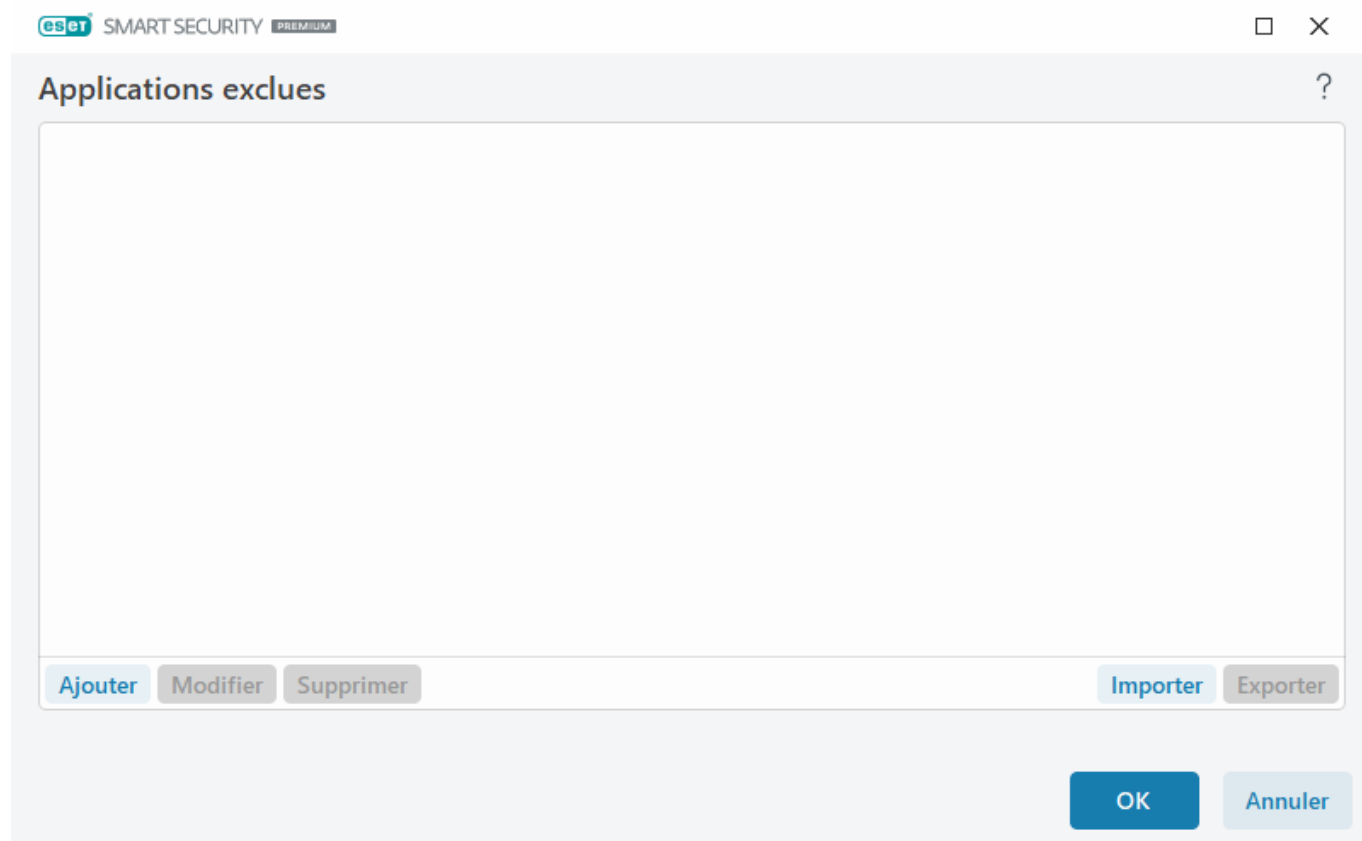 eset SMART SECURITY PREMIUM
Applications exclues
?
Ajouter Modifier Supprimer Importer Exporter
OK Annuler